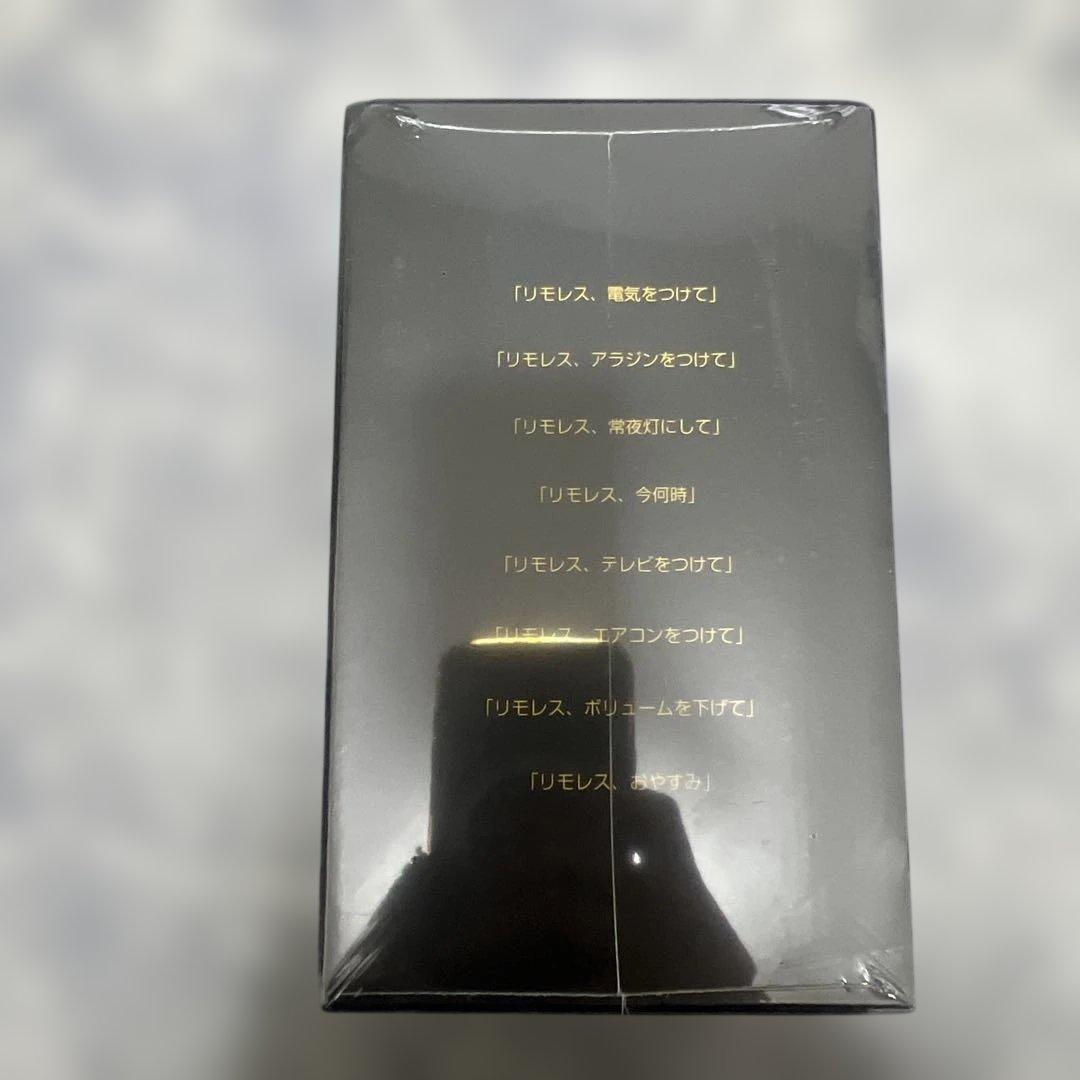 「リモレス、電気をつけて」
「リモレス、アラジンをつけて」
「リモレス、常夜灯にして」
「リモレス、今何時」
「リモレス、テレビをつけて」
「リモレス、エアコンをつけて」
「リモレス、ボリュームを下げて」
「リモレス、おやすみ」